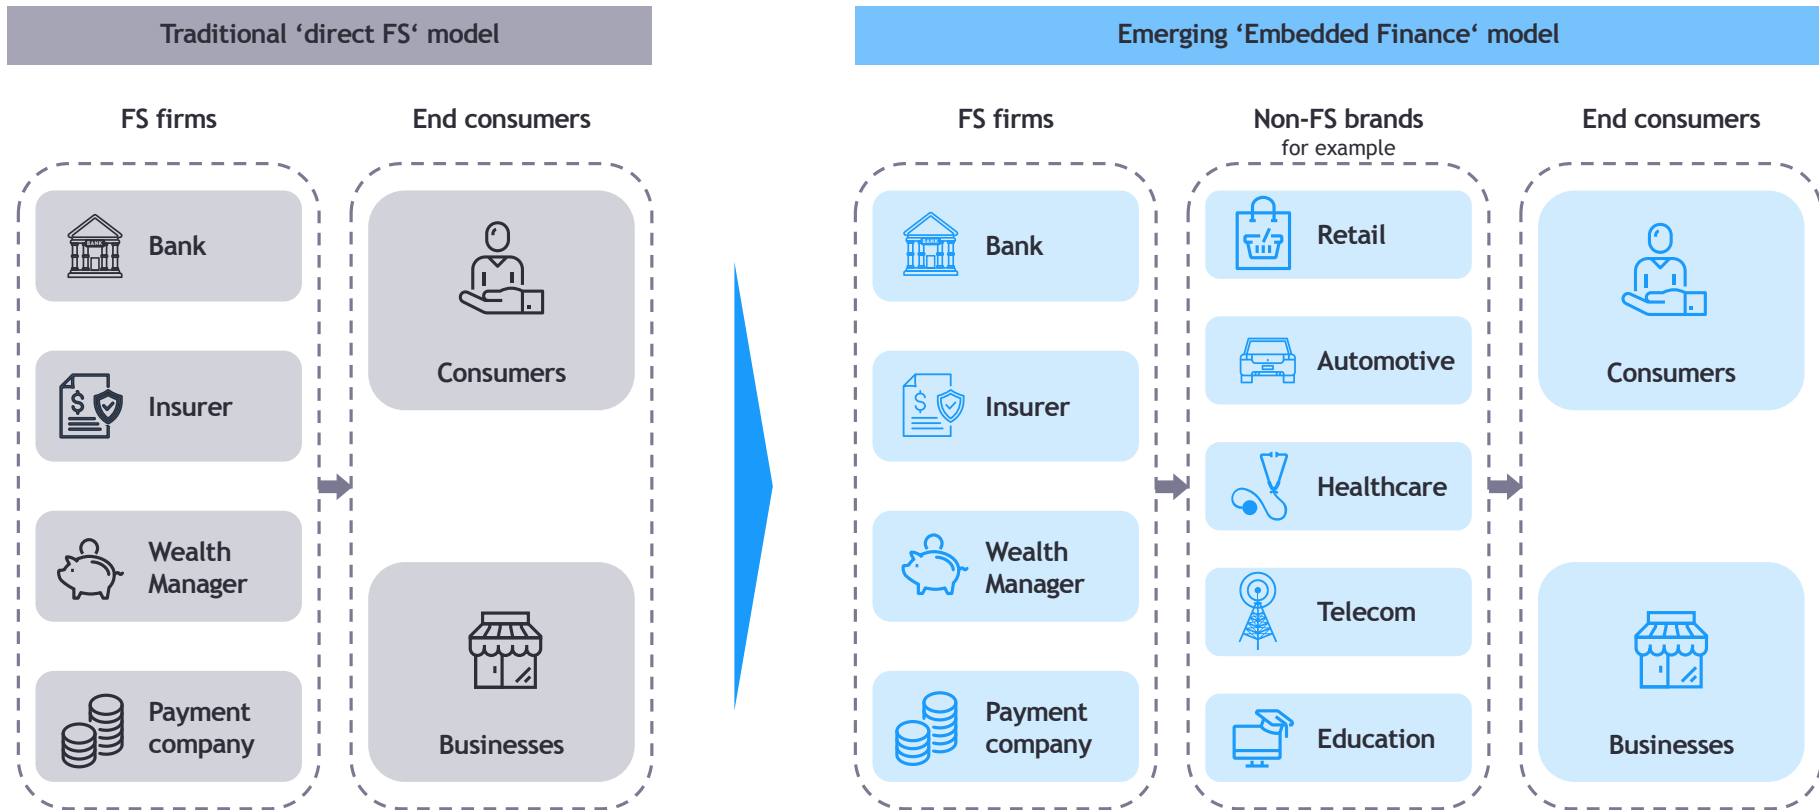 Traditional ‘direct FS‘ model
FS firms
End consumers
BANK
Bank
Insurer
Wealth
Manager
Payment
company
Consumers
Businesses
Emerging ‘Embedded Finance‘ model
FS firms
Non-FS brands
for example
End consumers
BANK
Bank
Insurer
Wealth
Manager
Payment
company
Retail
Automotive
Healthcare
Telecom
Education
Consumers
Businesses